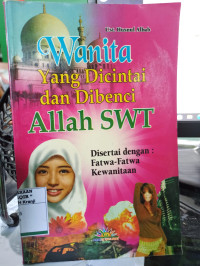 Wanita
Yang Dicintai
dan Dibenci
Allah SWT
Disertai dengan :
Fatwa-Fatwa
Kewanitaan